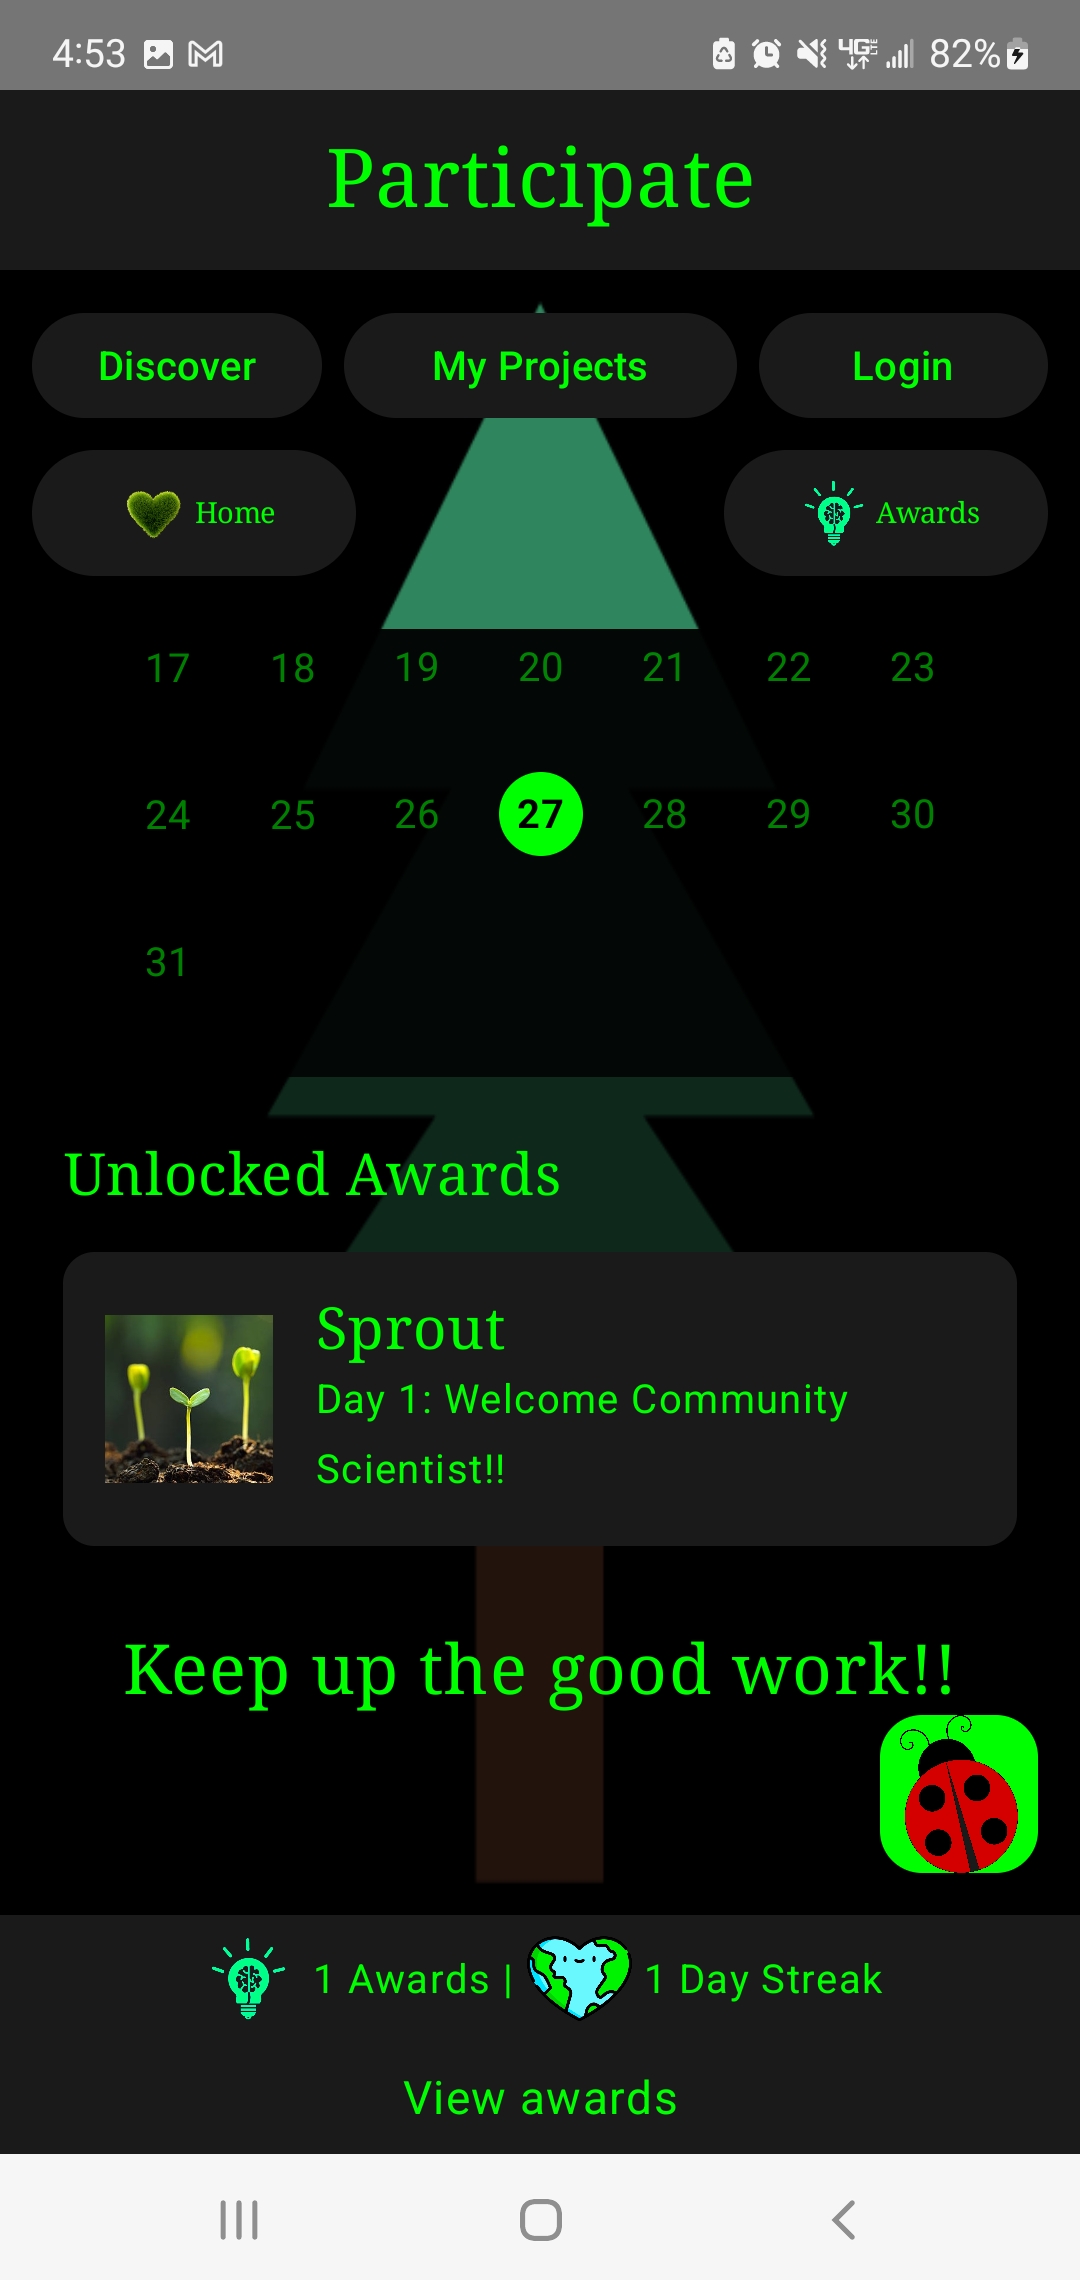 4:53 82%
Participate
Discover My Projects Login
Home Awards
17 18 19 20 21 22 23
24 25 26 27 28 29 30
31
Unlocked Awards
Sprout
Day 1: Welcome Community
Scientist!!
Keep up the good work!!
1 Awards | 1 Day Streak
View awards